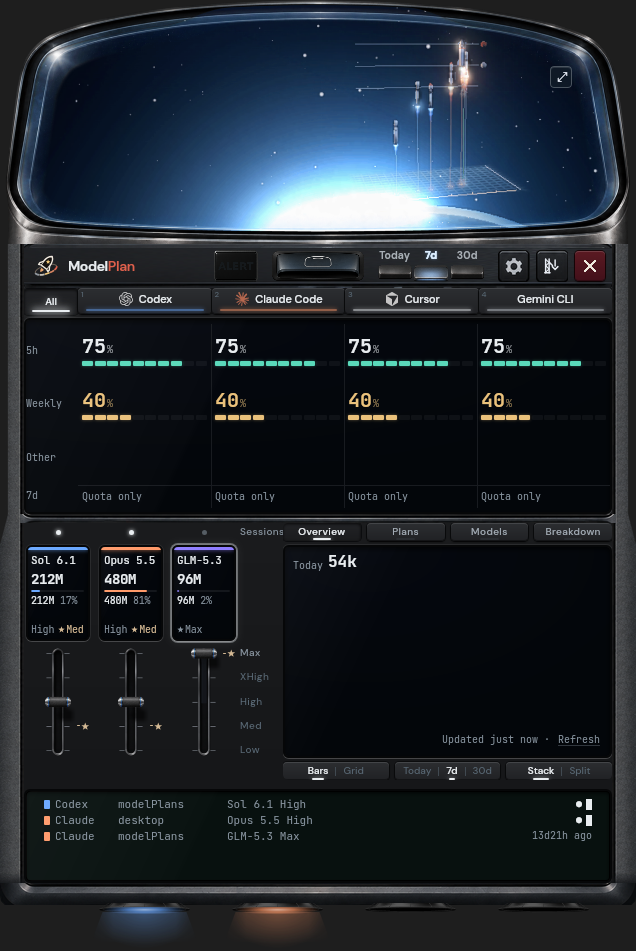 ModelPlan ALERT Today 7d 30d
All 1 Codex 2 Claude Code 3 Cursor 4 Gemini CLI
5h 75% 75% 75% 75%
Weekly 40% 40% 40% 40%
Other
7d Quota only Quota only Quota only Quota only
Sessions Overview Plans Models Breakdown
Sol 6.1 Opus 5.5 GLM-5.3
212M 480M 96M
212M 17% 480M 81% 96M 2%
High ★Med High ★Med ★Max
Today 54k
-★ Max
XHigh
High
-★ -★ Med
Low
Updated just now · Refresh
Bars | Grid Today | 7d | 30d Stack | Split
Codex modelPlans Sol 6.1 High
Claude desktop Opus 5.5 High
Claude modelPlans GLM-5.3 Max 13d21h ago